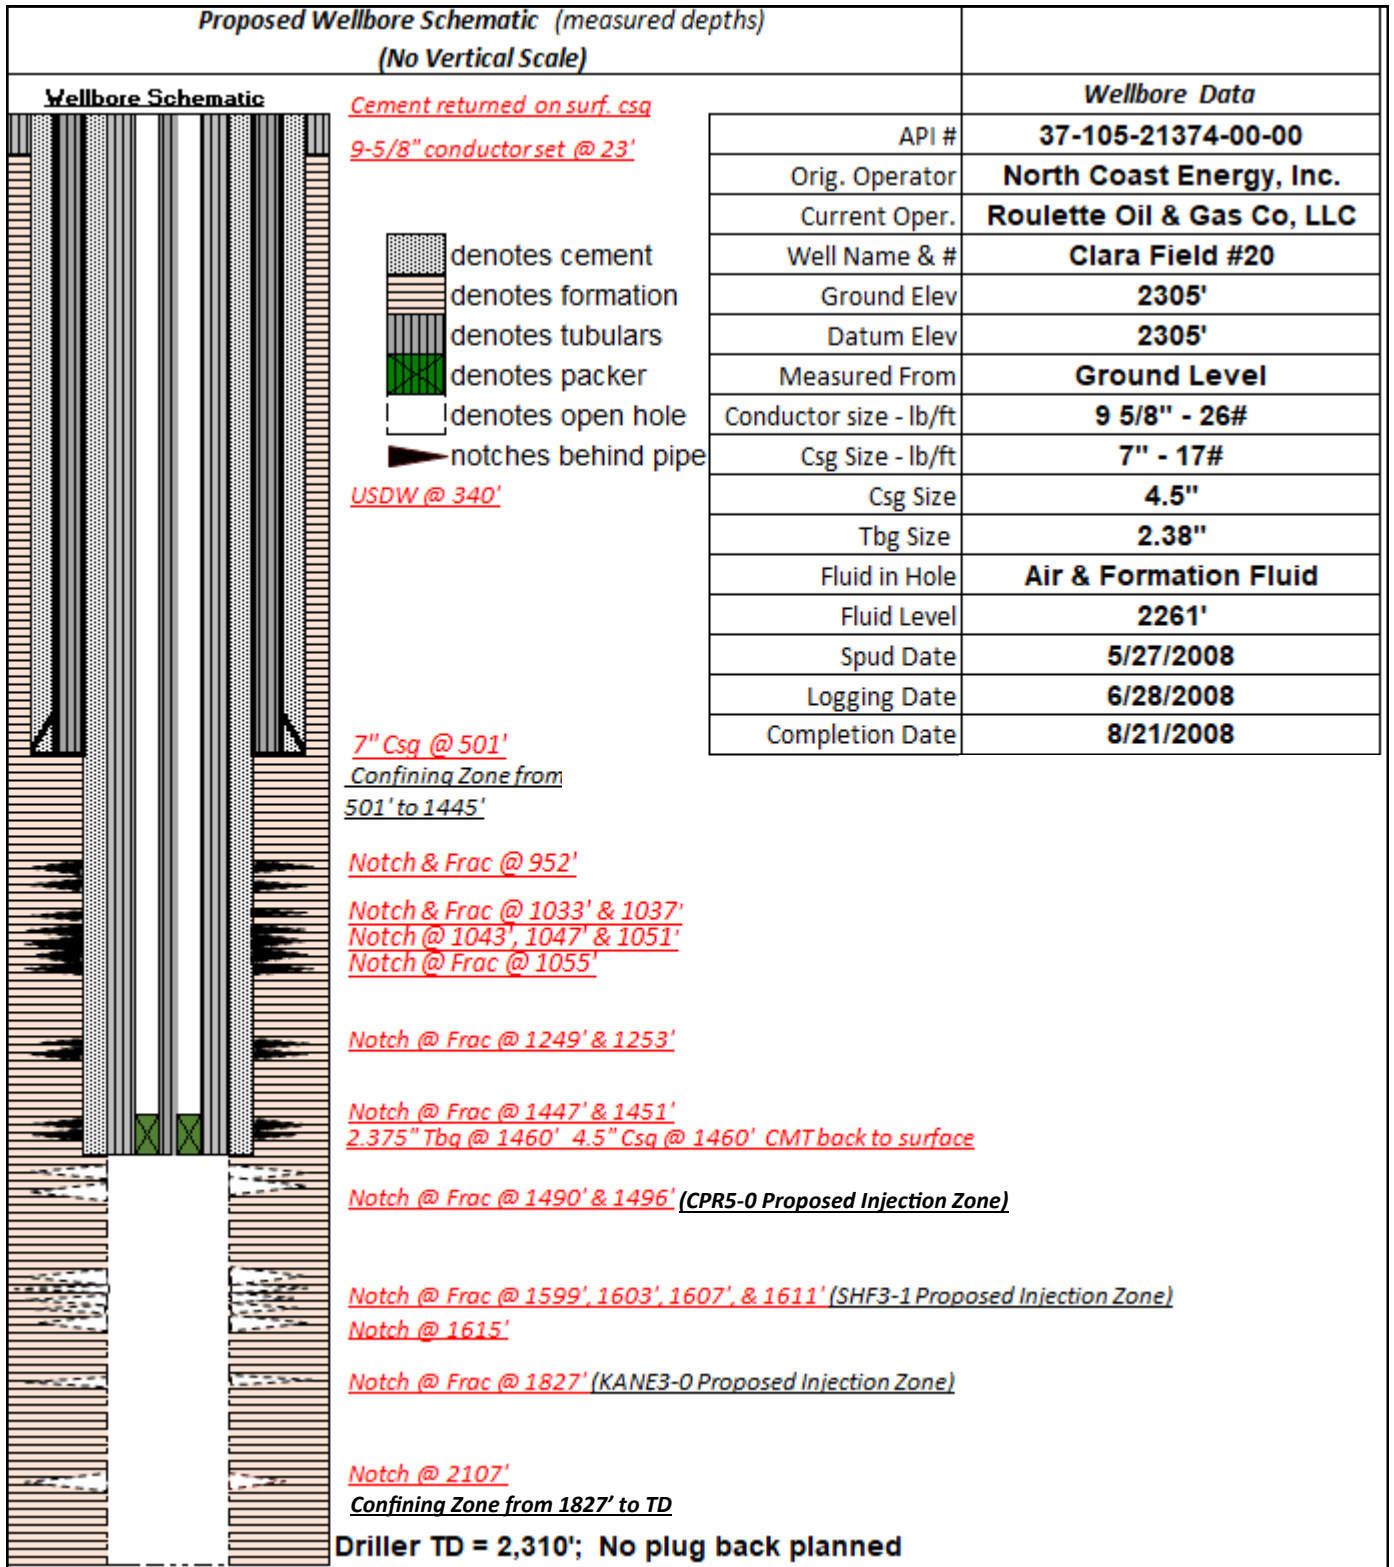 Proposed Wellbore Schematic (measured depths)
(No Vertical Scale)
Wellbore Schematic
Cement returned on surf. csg
9-5/8" conductor set @ 23'
denotes cement
denotes formation
denotes tubulars
denotes packer
denotes open hole
notches behind pipe
USDW @ 340'
7" Csg @ 501'
Confining Zone from
501' to 1445'
Notch & Frac @ 952'
Notch & Frac @ 1033' & 1037'
Notch @ 1043', 1047' & 1051'
Notch @ Frac @ 1055'
Notch @ Frac @ 1249' & 1253'
Notch @ Frac @ 1447' & 1451'
2.375" Tbg @ 1460' 4.5" Csg @ 1460' CMT back to surface
Notch @ Frac @ 1490' & 1496' (CPR5-0 Proposed Injection Zone)
Notch @ Frac @ 1599', 1603', 1607', & 1611' (SHF3-1 Proposed Injection Zone)
Notch @ 1615'
Notch @ Frac @ 1827' (KANE3-0 Proposed Injection Zone)
Notch @ 2107'
Confining Zone from 1827' to TD
Driller TD = 2,310'; No plug back planned
Wellbore Data
API # 37-105-21374-00-00
Orig. Operator North Coast Energy, Inc.
Current Oper. Roulette Oil & Gas Co, LLC
Well Name & # Clara Field #20
Ground Elev 2305'
Datum Elev 2305'
Measured From Ground Level
Conductor size - lb/ft 9 5/8" - 26#
Csg Size - lb/ft 7" - 17#
Csg Size 4.5"
Tbg Size 2.38"
Fluid in Hole Air & Formation Fluid
Fluid Level 2261'
Spud Date 5/27/2008
Logging Date 6/28/2008
Completion Date 8/21/2008